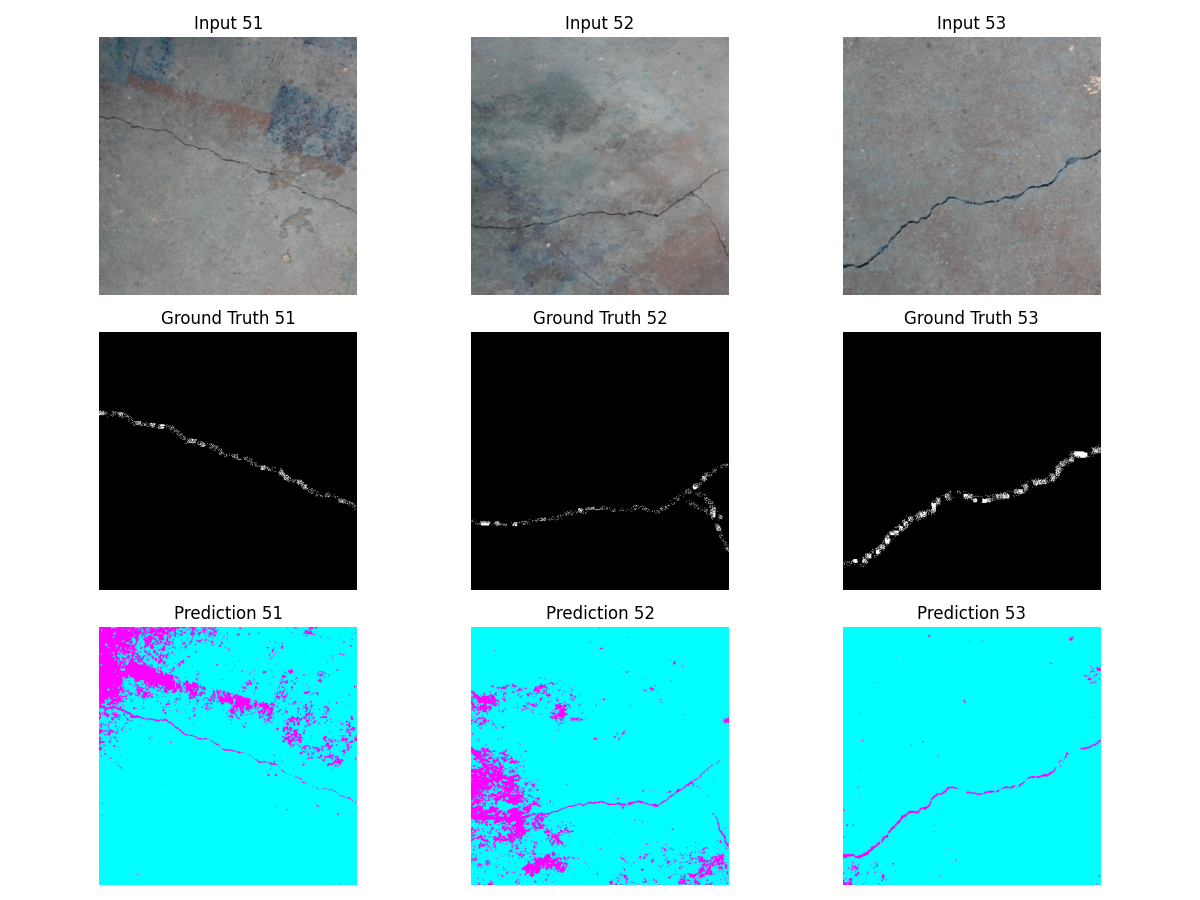 Input 51
Input 52
Input 53
Ground Truth 51
Ground Truth 52
Ground Truth 53
Prediction 51
Prediction 52
Prediction 53